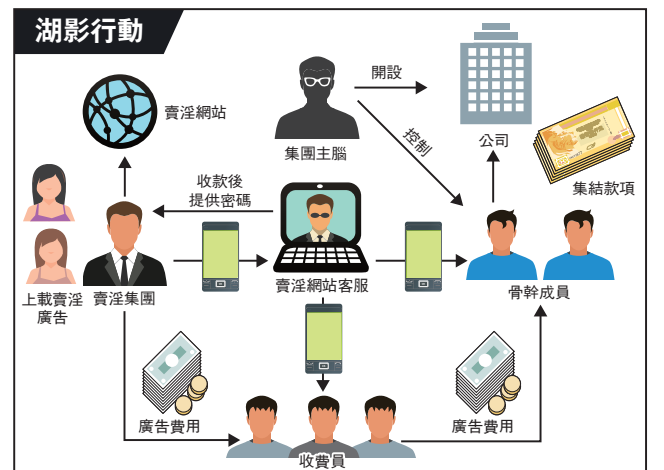 湖影行動
開設
賣淫網站
控制
公司
集團主腦
集結款項
收款後
提供密碼
上載賣淫
廣告
賣淫集團
賣淫網站客服
骨幹成員
廣告費用
廣告費用
收費員